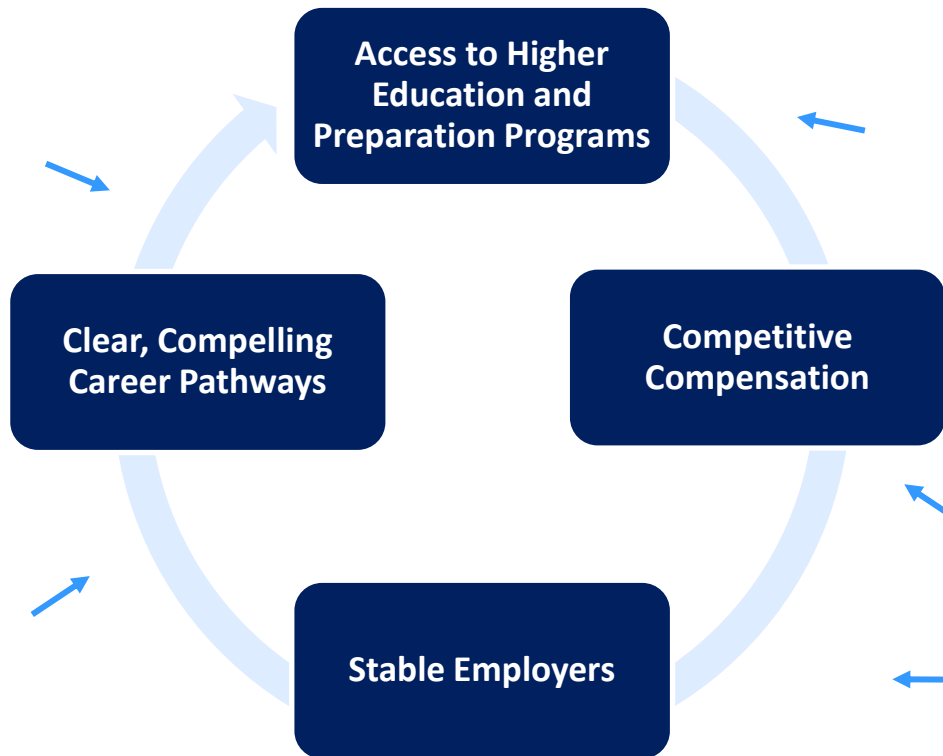 Access to Higher
Education and
Preparation Programs
Clear, Compelling
Career Pathways
Competitive
Compensation
Stable Employers